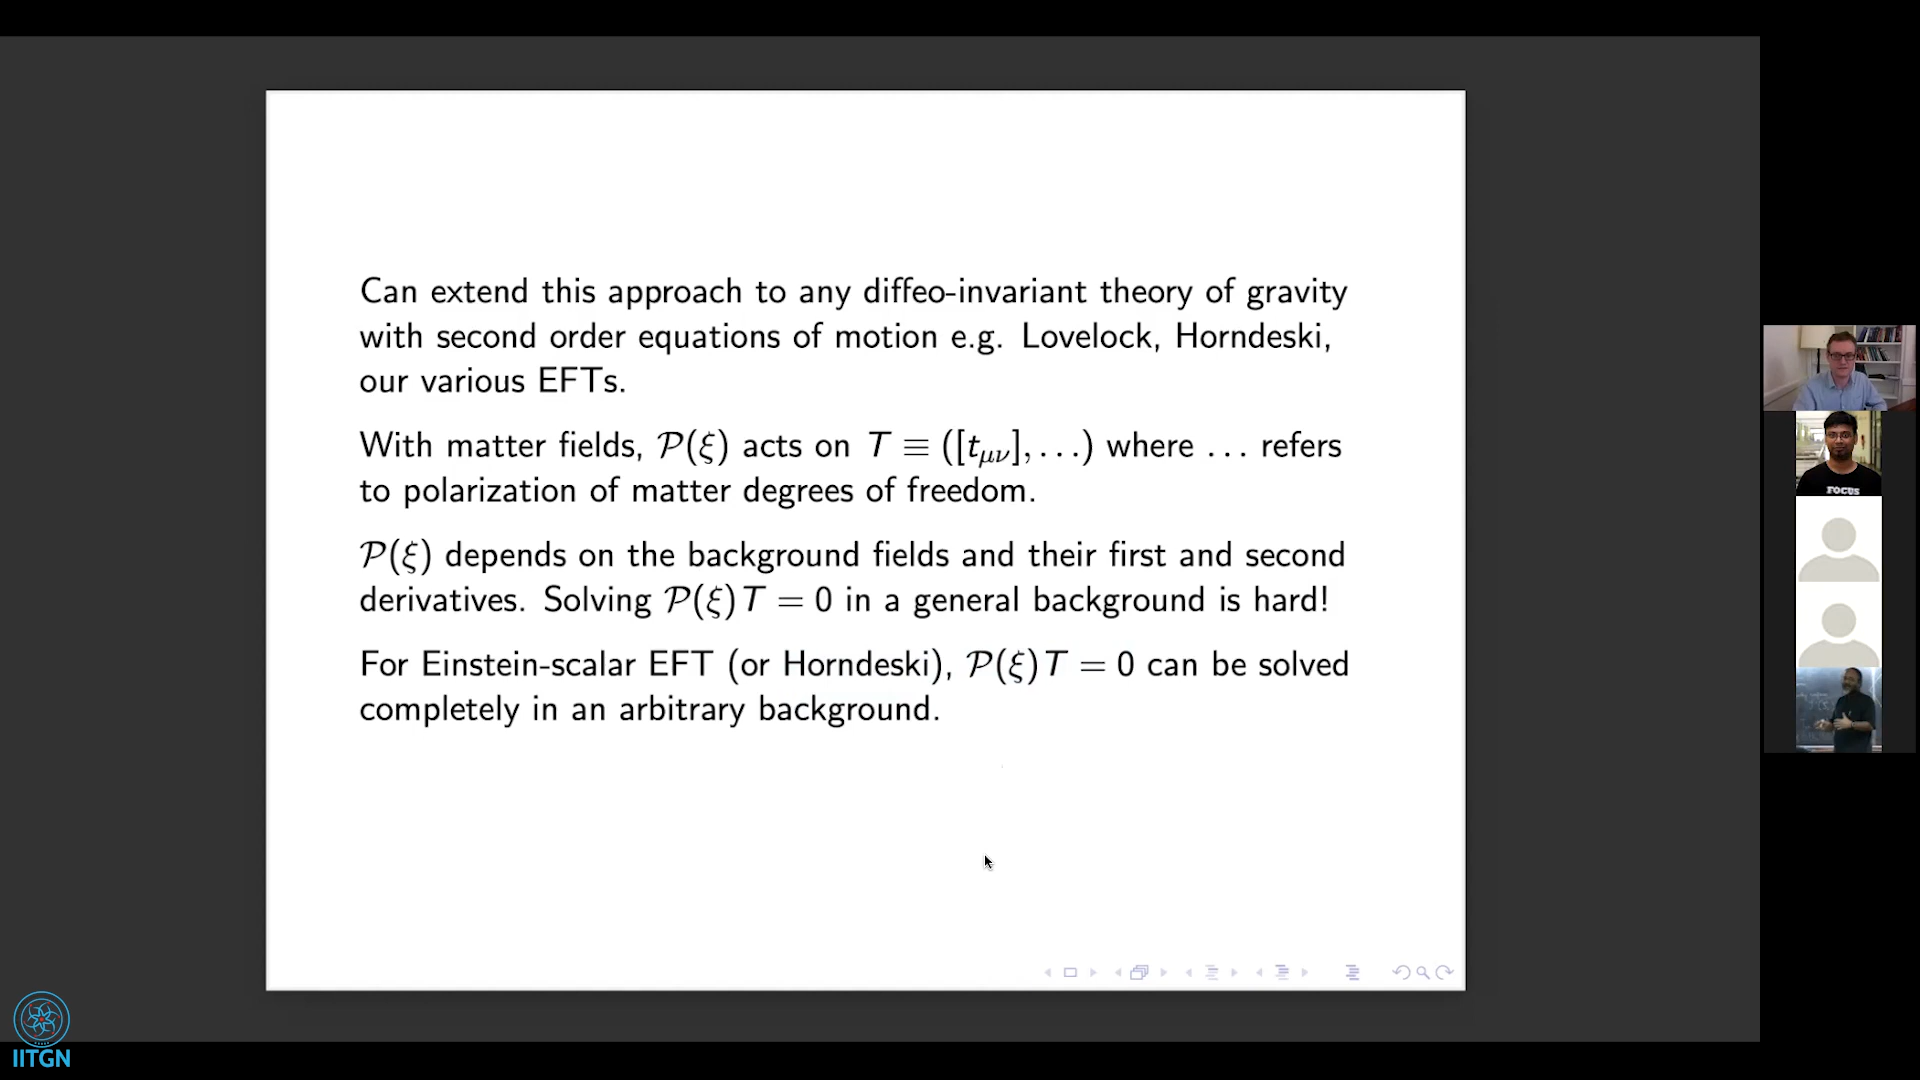 Can extend this approach to any diffeo-invariant theory of gravity
with second order equations of motion e.g. Lovelock, Horndeski,
our various EFTs.
With matter fields, 𝒫(ξ) acts on T ≡ ([t_{μν}], . . .) where . . . refers
to polarization of matter degrees of freedom.
𝒫(ξ) depends on the background fields and their first and second
derivatives. Solving 𝒫(ξ)T = 0 in a general background is hard!
For Einstein-scalar EFT (or Horndeski), 𝒫(ξ)T = 0 can be solved
completely in an arbitrary background.
FOCUS
IITGN